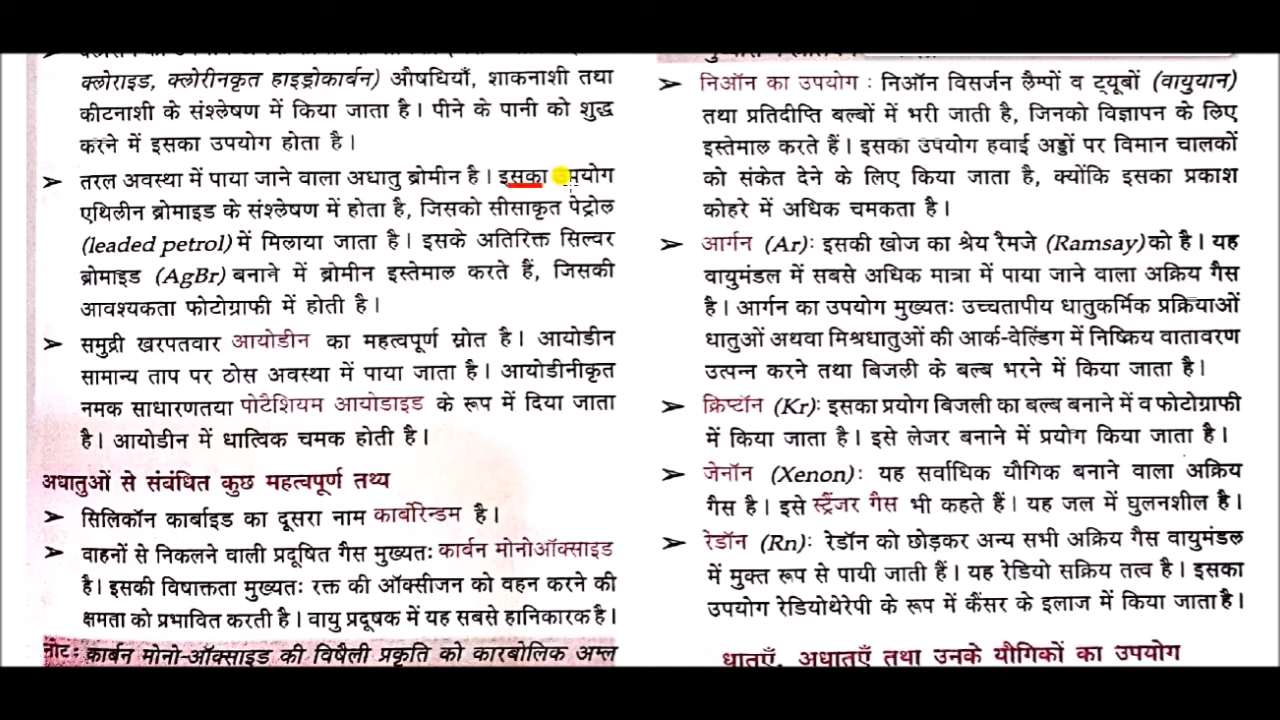 क्लोराइड, क्लोरीनकृत हाइड्रोकार्बन) औषधियाँ, शाकनाशी तथा
कीटनाशी के संश्लेषण में किया जाता है। पीने के पानी को शुद्ध
करने में इसका उपयोग होता है।
➢ तरल अवस्था में पाया जाने वाला अधातु ब्रोमीन है। इसका उपयोग
एथिलीन ब्रोमाइड के संश्लेषण में होता है, जिसको सीसाकृत पेट्रोल
(leaded petrol) में मिलाया जाता है। इसके अतिरिक्त सिल्वर
ब्रोमाइड (AgBr) बनाने में ब्रोमीन इस्तेमाल करते हैं, जिसकी
आवश्यकता फोटोग्राफी में होती है।
➢ समुद्री खरपतवार आयोडीन का महत्वपूर्ण स्रोत है। आयोडीन
सामान्य ताप पर ठोस अवस्था में पाया जाता है। आयोडीनीकृत
नमक साधारणतया पोटैशियम आयोडाइड के रूप में दिया जाता
है। आयोडीन में धात्विक चमक होती है।
अधातुओं से संबंधित कुछ महत्वपूर्ण तथ्य
➢ सिलिकॉन कार्बाइड का दूसरा नाम कार्बोरन्डम है।
➢ वाहनों से निकलने वाली प्रदूषित गैस मुख्यतः कार्बन मोनोऑक्साइड
है। इसकी विषाक्तता मुख्यतः रक्त की ऑक्सीजन को वहन करने की
क्षमता को प्रभावित करती है। वायु प्रदूषक में यह सबसे हानिकारक है।
नोट: कार्बन मोनो-ऑक्साइड की विषैली प्रकृति को कारबोलिक अम्ल
➢ निऑन का उपयोग : निऑन विसर्जन लैम्पों व ट्यूबों (वायुयान)
तथा प्रतिदीप्ति बल्बों में भरी जाती है, जिनको विज्ञापन के लिए
इस्तेमाल करते हैं। इसका उपयोग हवाई अड्डों पर विमान चालकों
को संकेत देने के लिए किया जाता है, क्योंकि इसका प्रकाश
कोहरे में अधिक चमकता है।
➢ आर्गन (Ar): इसकी खोज का श्रेय रैमजे (Ramsay) को है। यह
वायुमंडल में सबसे अधिक मात्रा में पाया जाने वाला अक्रिय गैस
है। आर्गन का उपयोग मुख्यतः उच्चतापीय धातुकर्मिक प्रक्रियाओं
धातुओं अथवा मिश्रधातुओं की आर्क-वेल्डिंग में निष्क्रिय वातावरण
उत्पन्न करने तथा बिजली के बल्ब भरने में किया जाता है।
➢ क्रिप्टॉन (Kr): इसका प्रयोग बिजली का बल्ब बनाने में व फोटोग्राफी
में किया जाता है। इसे लेजर बनाने में प्रयोग किया जाता है।
➢ जेनॉन (Xenon): यह सर्वाधिक यौगिक बनाने वाला अक्रिय
गैस है। इसे स्ट्रेंजर गैस भी कहते हैं। यह जल में घुलनशील है।
➢ रेडॉन (Rn): रेडॉन को छोड़कर अन्य सभी अक्रिय गैस वायुमंडल
में मुक्त रूप से पायी जाती हैं। यह रेडियो सक्रिय तत्व है। इसका
उपयोग रेडियोथेरेपी के रूप में कैंसर के इलाज में किया जाता है।
धातुएँ, अधातुएँ तथा उनके यौगिकों का उपयोग